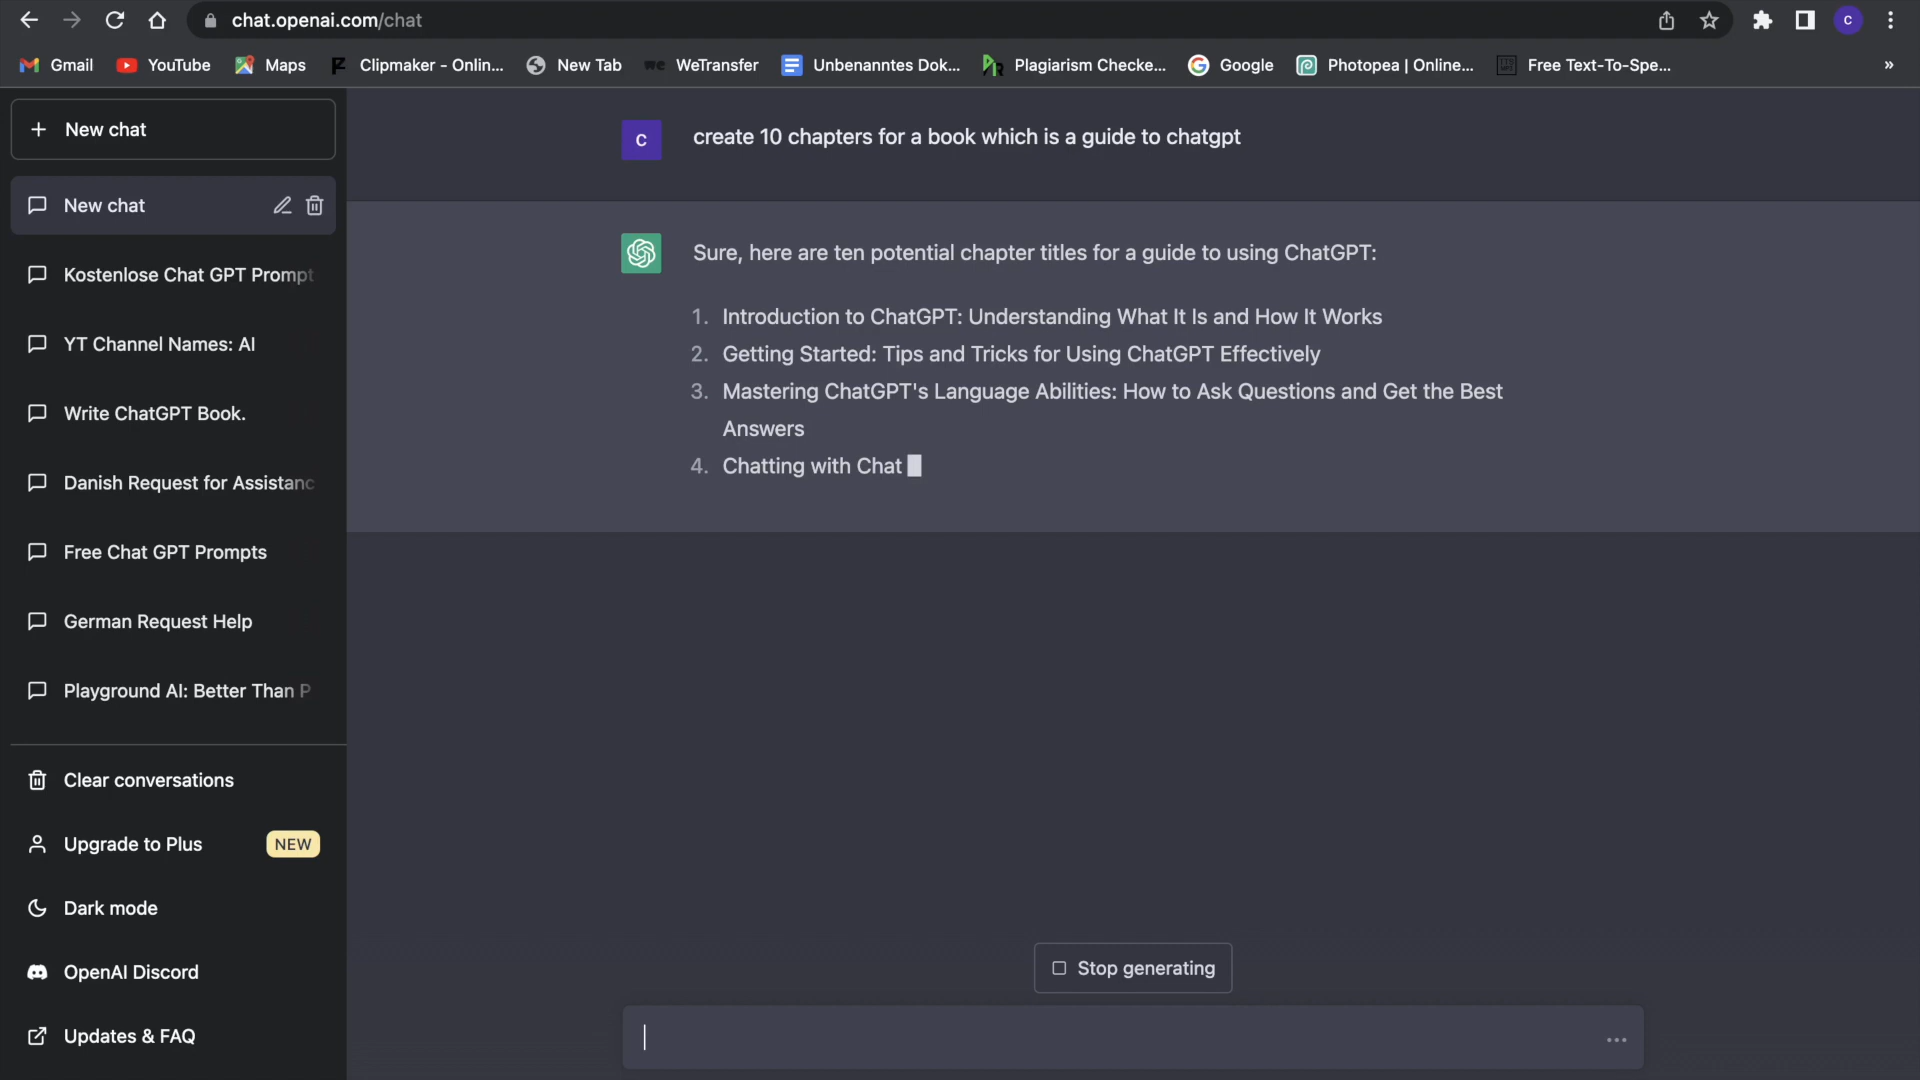 chat.openai.com/chat
C
Gmail
YouTube
Maps
Clipmaker - Onlin...
New Tab
WeTransfer
Unbenanntes Dok...
Plagiarism Checke...
Google
Photopea | Online...
Free Text-To-Spe...
»
+ New chat
New chat
Kostenlose Chat GPT Prompt
YT Channel Names: AI
Write ChatGPT Book.
Danish Request for Assistanc
Free Chat GPT Prompts
German Request Help
Playground AI: Better Than P
Clear conversations
Upgrade to Plus NEW
Dark mode
OpenAI Discord
Updates & FAQ
C
create 10 chapters for a book which is a guide to chatgpt
Sure, here are ten potential chapter titles for a guide to using ChatGPT:
1. Introduction to ChatGPT: Understanding What It Is and How It Works
2. Getting Started: Tips and Tricks for Using ChatGPT Effectively
3. Mastering ChatGPT's Language Abilities: How to Ask Questions and Get the Best
Answers
4. Chatting with Chat
Stop generating